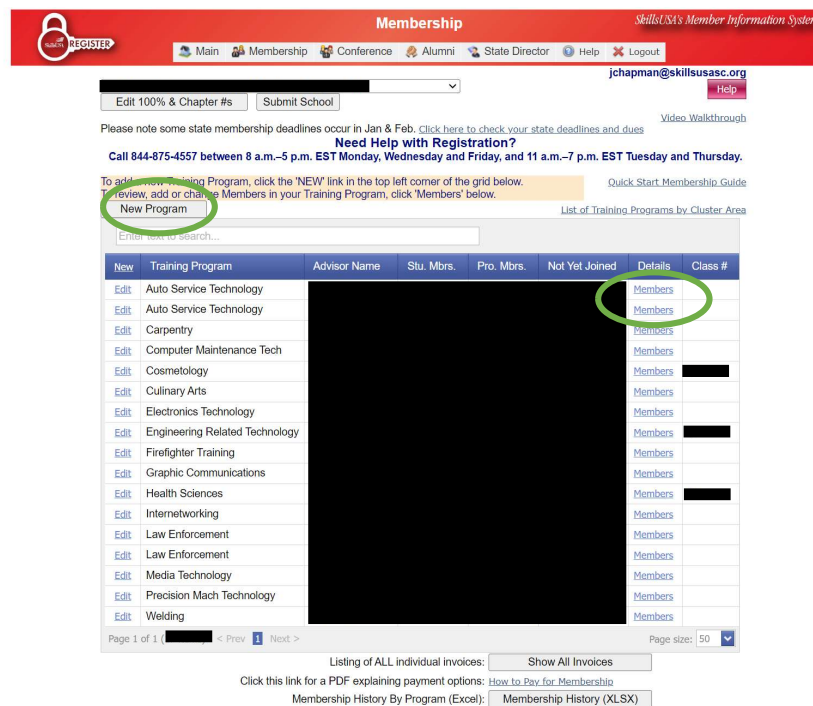 Membership
SkillsUSA's Member Information System
REGISTER
Main Membership Conference Alumni State Director Help Logout
jchapman@skillsusasc.org
Help
Edit 100% & Chapter #s Submit School
Video Walkthrough
Please note some state membership deadlines occur in Jan & Feb. Click here to check your state deadlines and dues
Need Help with Registration?
Call 844-875-4557 between 8 a.m.–5 p.m. EST Monday, Wednesday and Friday, and 11 a.m.–7 p.m. EST Tuesday and Thursday.
To add a new Training Program, click the 'NEW' link in the top left corner of the grid below. Quick Start Membership Guide
To review, add or change Members in your Training Program, click 'Members' below.
New Program List of Training Programs by Cluster Area
Enter text to search...
New Training Program Advisor Name Stu. Mbrs. Pro. Mbrs. Not Yet Joined Details Class #
Edit Auto Service Technology Members
Edit Auto Service Technology Members
Edit Carpentry Members
Edit Computer Maintenance Tech Members
Edit Cosmetology Members
Edit Culinary Arts Members
Edit Electronics Technology Members
Edit Engineering Related Technology Members
Edit Firefighter Training Members
Edit Graphic Communications Members
Edit Health Sciences Members
Edit Internetworking Members
Edit Law Enforcement Members
Edit Law Enforcement Members
Edit Media Technology Members
Edit Precision Mach Technology Members
Edit Welding Members
Page 1 of 1 ( < Prev 1 Next > Page size: 50
Listing of ALL individual invoices: Show All Invoices
Click this link for a PDF explaining payment options: How to Pay for Membership
Membership History By Program (Excel): Membership History (XLSX)